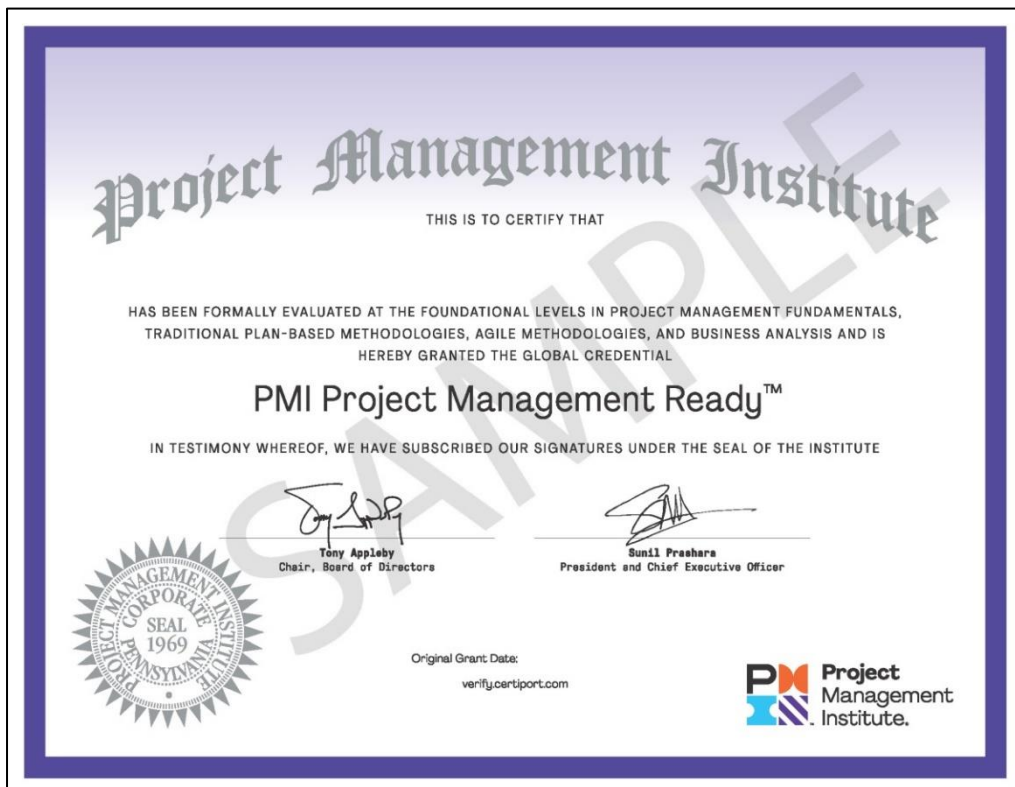 Project Management Institute
THIS IS TO CERTIFY THAT
HAS BEEN FORMALLY EVALUATED AT THE FOUNDATIONAL LEVELS IN PROJECT MANAGEMENT FUNDAMENTALS,
TRADITIONAL PLAN-BASED METHODOLOGIES, AGILE METHODOLOGIES, AND BUSINESS ANALYSIS AND IS
HEREBY GRANTED THE GLOBAL CREDENTIAL
PMI Project Management Ready™
IN TESTIMONY WHEREOF, WE HAVE SUBSCRIBED OUR SIGNATURES UNDER THE SEAL OF THE INSTITUTE
Tony Appleby
Chair, Board of Directors
Sunil Prashara
President and Chief Executive Officer
PROJECT MANAGEMENT INSTITUTE
CORPORATE
SEAL
1969
PENNSYLVANIA
Original Grant Date:
verify.certiport.com
PM
Project
Management
Institute.
SAMPLE